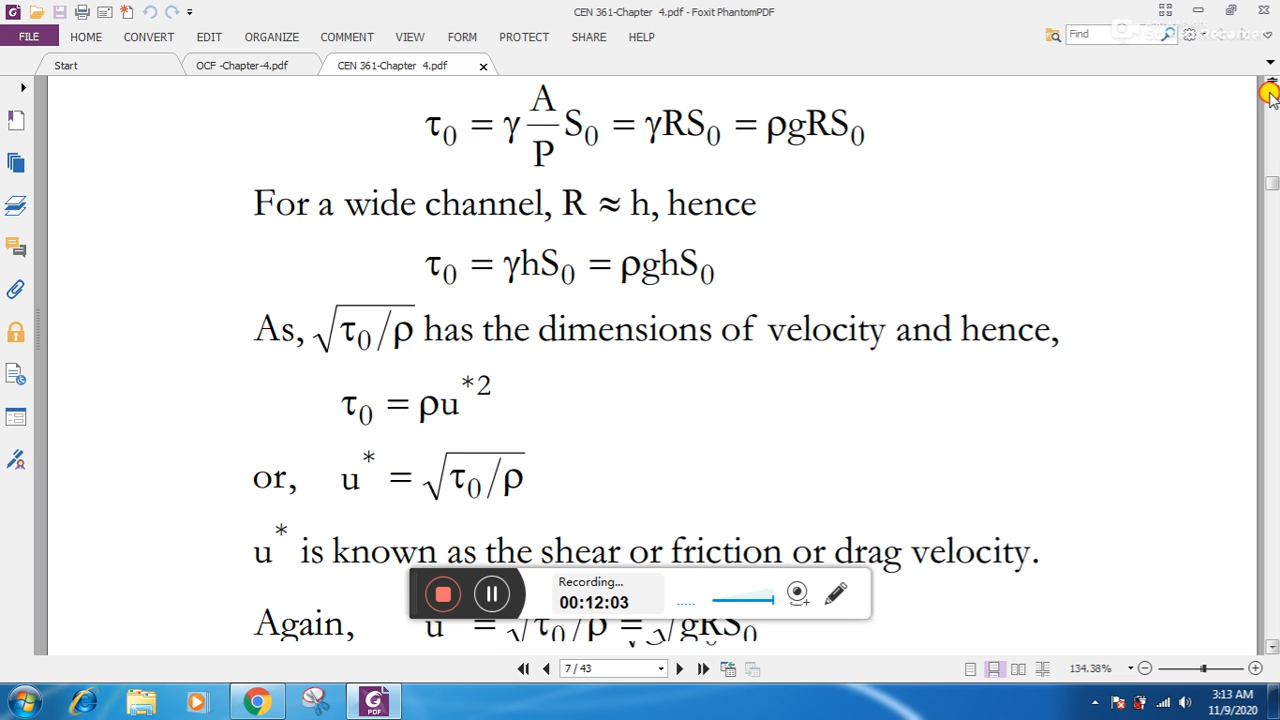 CEN 361-Chapter 4.pdf - Foxit PhantomPDF
FILE HOME CONVERT EDIT ORGANIZE COMMENT VIEW FORM PROTECT SHARE HELP Find
Start OCF -Chapter-4.pdf CEN 361-Chapter 4.pdf
τ₀ = γ A/P S₀ = γRS₀ = ρgRS₀
For a wide channel, R ≈ h, hence
τ₀ = γhS₀ = ρghS₀
As, √τ₀/ρ has the dimensions of velocity and hence,
τ₀ = ρu*²
or, u* = √τ₀/ρ
u* is known as the shear or friction or drag velocity.
Recording...
00:12:03
Again, u = √τ₀/ρ = √gRS₀
7 / 43 134.38%
3:13 AM
11/9/2020